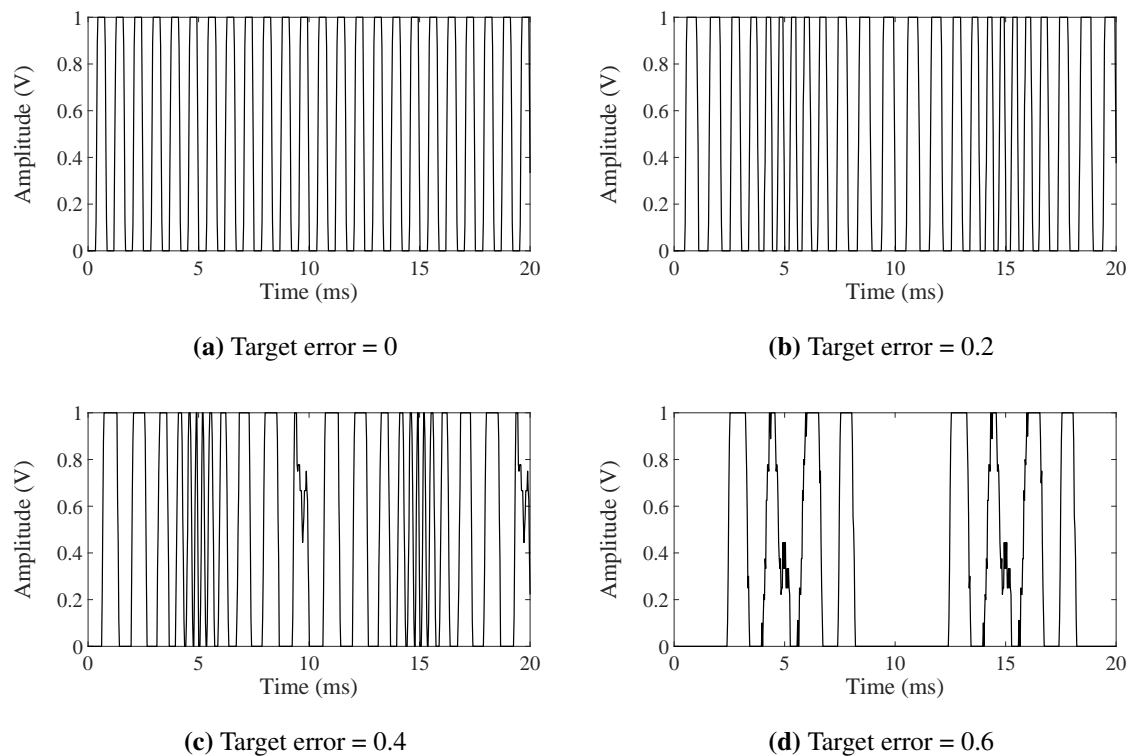 1
0.8
0.6
0.4
0.2
0
Amplitude (V)
0 5 10 15 20
Time (ms)
(a) Target error = 0
1
0.8
0.6
0.4
0.2
0
Amplitude (V)
0 5 10 15 20
Time (ms)
(b) Target error = 0.2
1
0.8
0.6
0.4
0.2
0
Amplitude (V)
0 5 10 15 20
Time (ms)
(c) Target error = 0.4
1
0.8
0.6
0.4
0.2
0
Amplitude (V)
0 5 10 15 20
Time (ms)
(d) Target error = 0.6